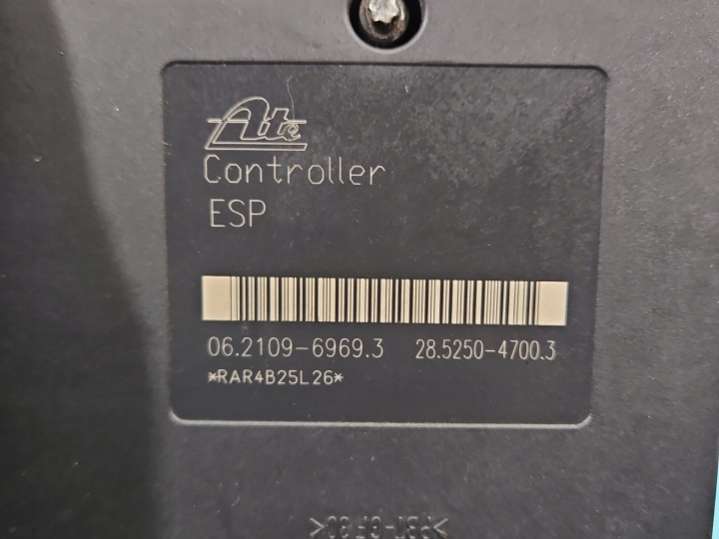 Ate
Controller
ESP
06.2109-6969.3 28.5250-4700.3
*RAR4B25L26*